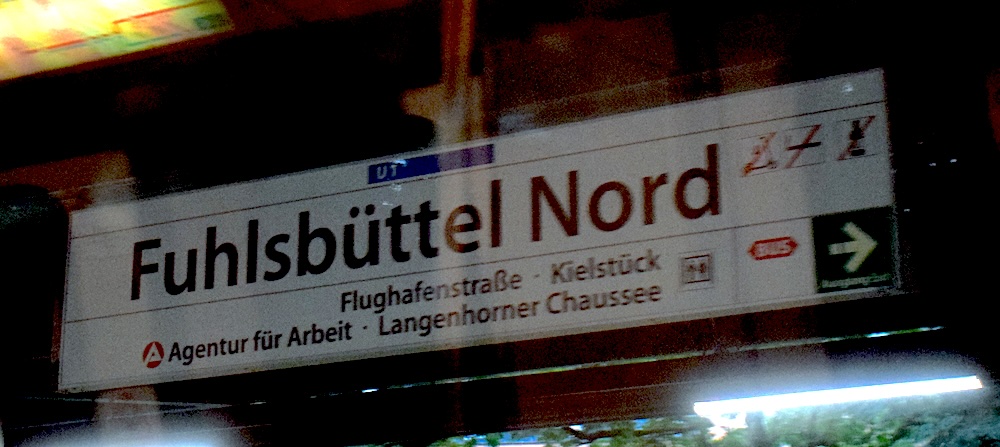 U1
Fuhlsbüttel Nord
Flughafenstraße · Kielstück
Agentur für Arbeit · Langenhorner Chaussee
BUS